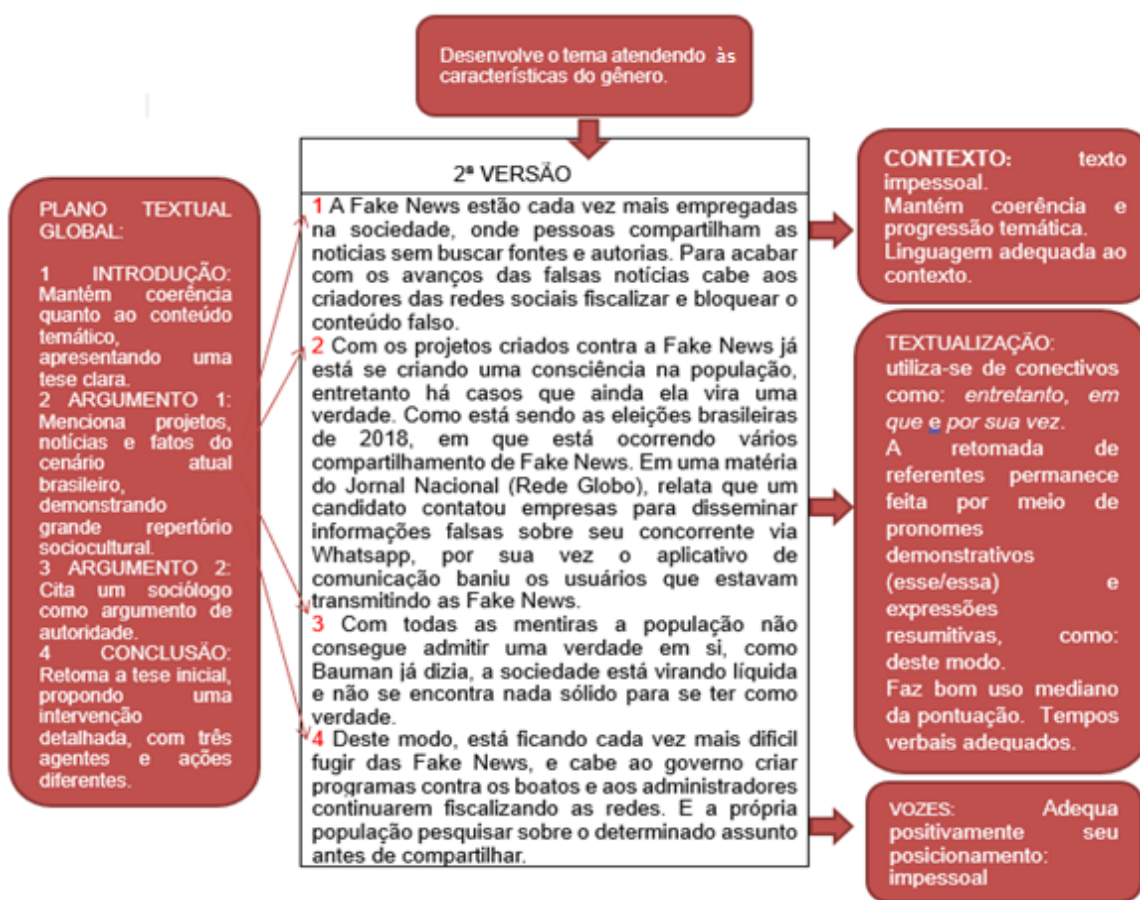 Desenvolve o tema atendendo às
características do gênero.
PLANO TEXTUAL
GLOBAL:
1 INTRODUÇÃO:
Mantém coerência
quanto ao conteúdo
temático,
apresentando uma
tese clara.
2 ARGUMENTO 1:
Menciona projetos,
notícias e fatos do
cenário atual
brasileiro,
demonstrando
grande repertório
sociocultural.
3 ARGUMENTO 2:
Cita um sociólogo
como argumento de
autoridade.
4 CONCLUSÃO:
Retoma a tese inicial,
propondo uma
intervenção
detalhada, com três
agentes e ações
diferentes.
2ª VERSÃO
1 A Fake News estão cada vez mais empregadas
na sociedade, onde pessoas compartilham as
noticias sem buscar fontes e autorias. Para acabar
com os avanços das falsas notícias cabe aos
criadores das redes sociais fiscalizar e bloquear o
conteúdo falso.
2 Com os projetos criados contra a Fake News já
está se criando uma consciência na população,
entretanto há casos que ainda ela vira uma
verdade. Como está sendo as eleições brasileiras
de 2018, em que está ocorrendo vários
compartilhamento de Fake News. Em uma matéria
do Jornal Nacional (Rede Globo), relata que um
candidato contatou empresas para disseminar
informações falsas sobre seu concorrente via
Whatsapp, por sua vez o aplicativo de
comunicação baniu os usuários que estavam
transmitindo as Fake News.
3 Com todas as mentiras a população não
consegue admitir uma verdade em si, como
Bauman já dizia, a sociedade está virando líquida
e não se encontra nada sólido para se ter como
verdade.
4 Deste modo, está ficando cada vez mais dificil
fugir das Fake News, e cabe ao governo criar
programas contra os boatos e aos administradores
continuarem fiscalizando as redes. E a própria
população pesquisar sobre o determinado assunto
antes de compartilhar.
CONTEXTO: texto
impessoal.
Mantém coerência e
progressão temática.
Linguagem adequada ao
contexto.
TEXTUALIZAÇÃO:
utiliza-se de conectivos
como: entretanto, em
que e por sua vez.
A retomada de
referentes permanece
feita por meio de
pronomes
demonstrativos
(esse/essa) e
expressões
resumitivas, como:
deste modo.
Faz bom uso mediano
da pontuação. Tempos
verbais adequados.
VOZES: Adequa
positivamente seu
posicionamento:
impessoal